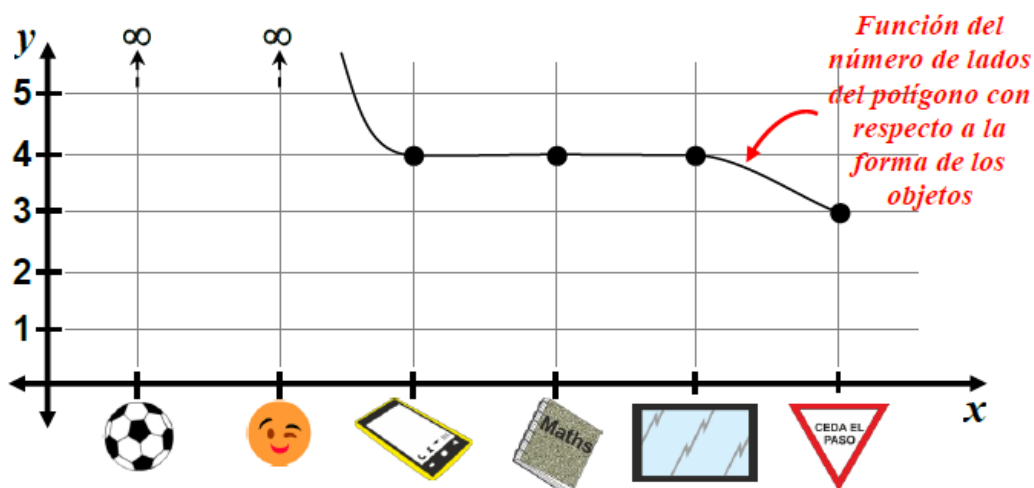 ∞
∞
y
Función del
número de lados
del polígono con
respecto a la
forma de los
objetos
5
4
3
2
1
x
Maths
CEDA EL
PASO